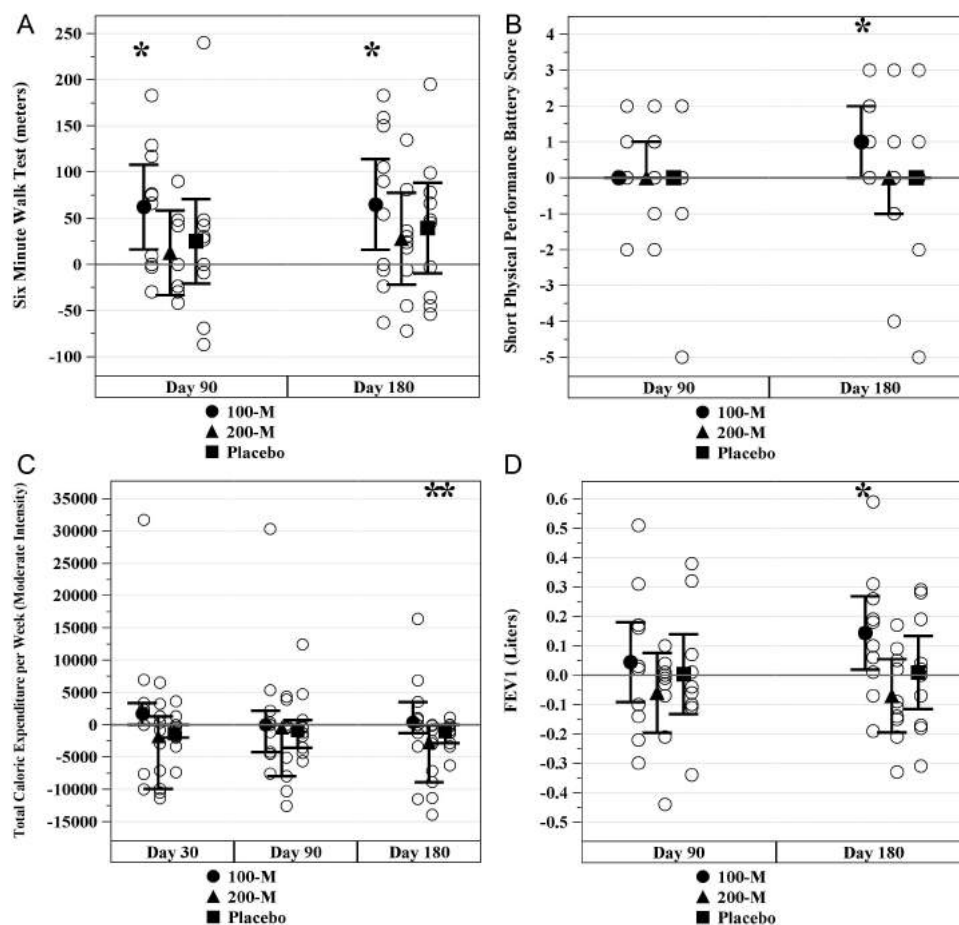 A
Six Minute Walk Test (meters)
250
200
150
100
50
0
-50
-100
*
*
Day 90
Day 180
100-M
200-M
Placebo
B
Short Physical Performance Battery Score
4
3
2
1
0
-1
-2
-3
-4
-5
*
Day 90
Day 180
100-M
200-M
Placebo
C
Total Caloric Expenditure per Week (Moderate Intensity)
35000
30000
25000
20000
15000
10000
5000
0
-5000
-10000
-15000
**
Day 30
Day 90
Day 180
100-M
200-M
Placebo
D
FEV1 (Liters)
0.6
0.5
0.4
0.3
0.2
0.1
0.0
-0.1
-0.2
-0.3
-0.4
-0.5
*
Day 90
Day 180
100-M
200-M
Placebo